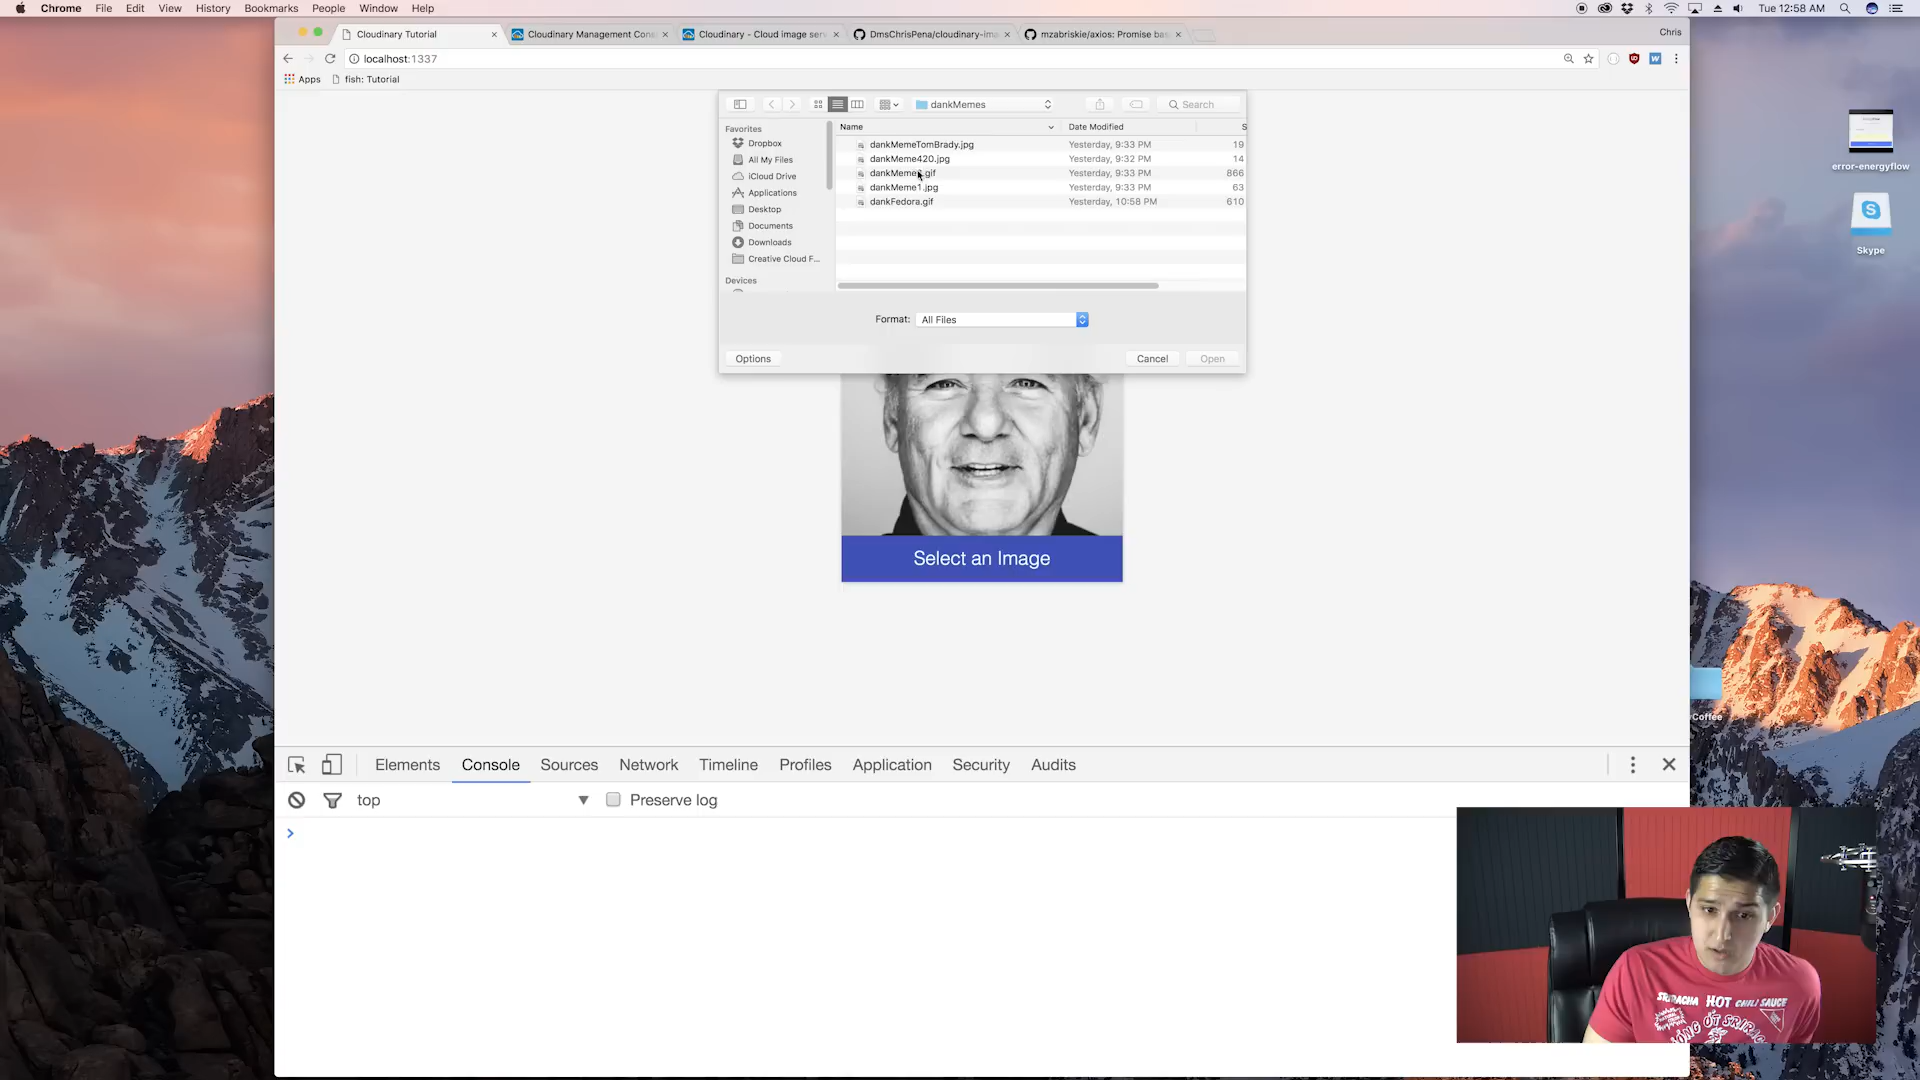 Chrome File Edit View History Bookmarks People Window Help
Tue 12:58 AM
Cloudinary Tutorial
Cloudinary Management Cons
Cloudinary - Cloud image serv
DmsChrisPena/cloudinary-ima
mzabriskie/axios: Promise bas
Chris
localhost:1337
Apps
fish: Tutorial
dankMemes
Search
Favorites
Dropbox
All My Files
iCloud Drive
Applications
Desktop
Documents
Downloads
Creative Cloud F...
Devices
Name Date Modified S
dankMemeTomBrady.jpg Yesterday, 9:33 PM 19
dankMeme420.jpg Yesterday, 9:32 PM 14
.gif Yesterday, 9:33 PM 866
dankMeme1.jpg Yesterday, 9:33 PM 63
dankFedora.gif Yesterday, 10:58 PM 610
Format: All Files
Options
Cancel
Open
Select an Image
error-energyflow
Skype
Coffee
Elements Console Sources Network Timeline Profiles Application Security Audits
top
Preserve log
SRIRACHA HOT CHILI SAUCE